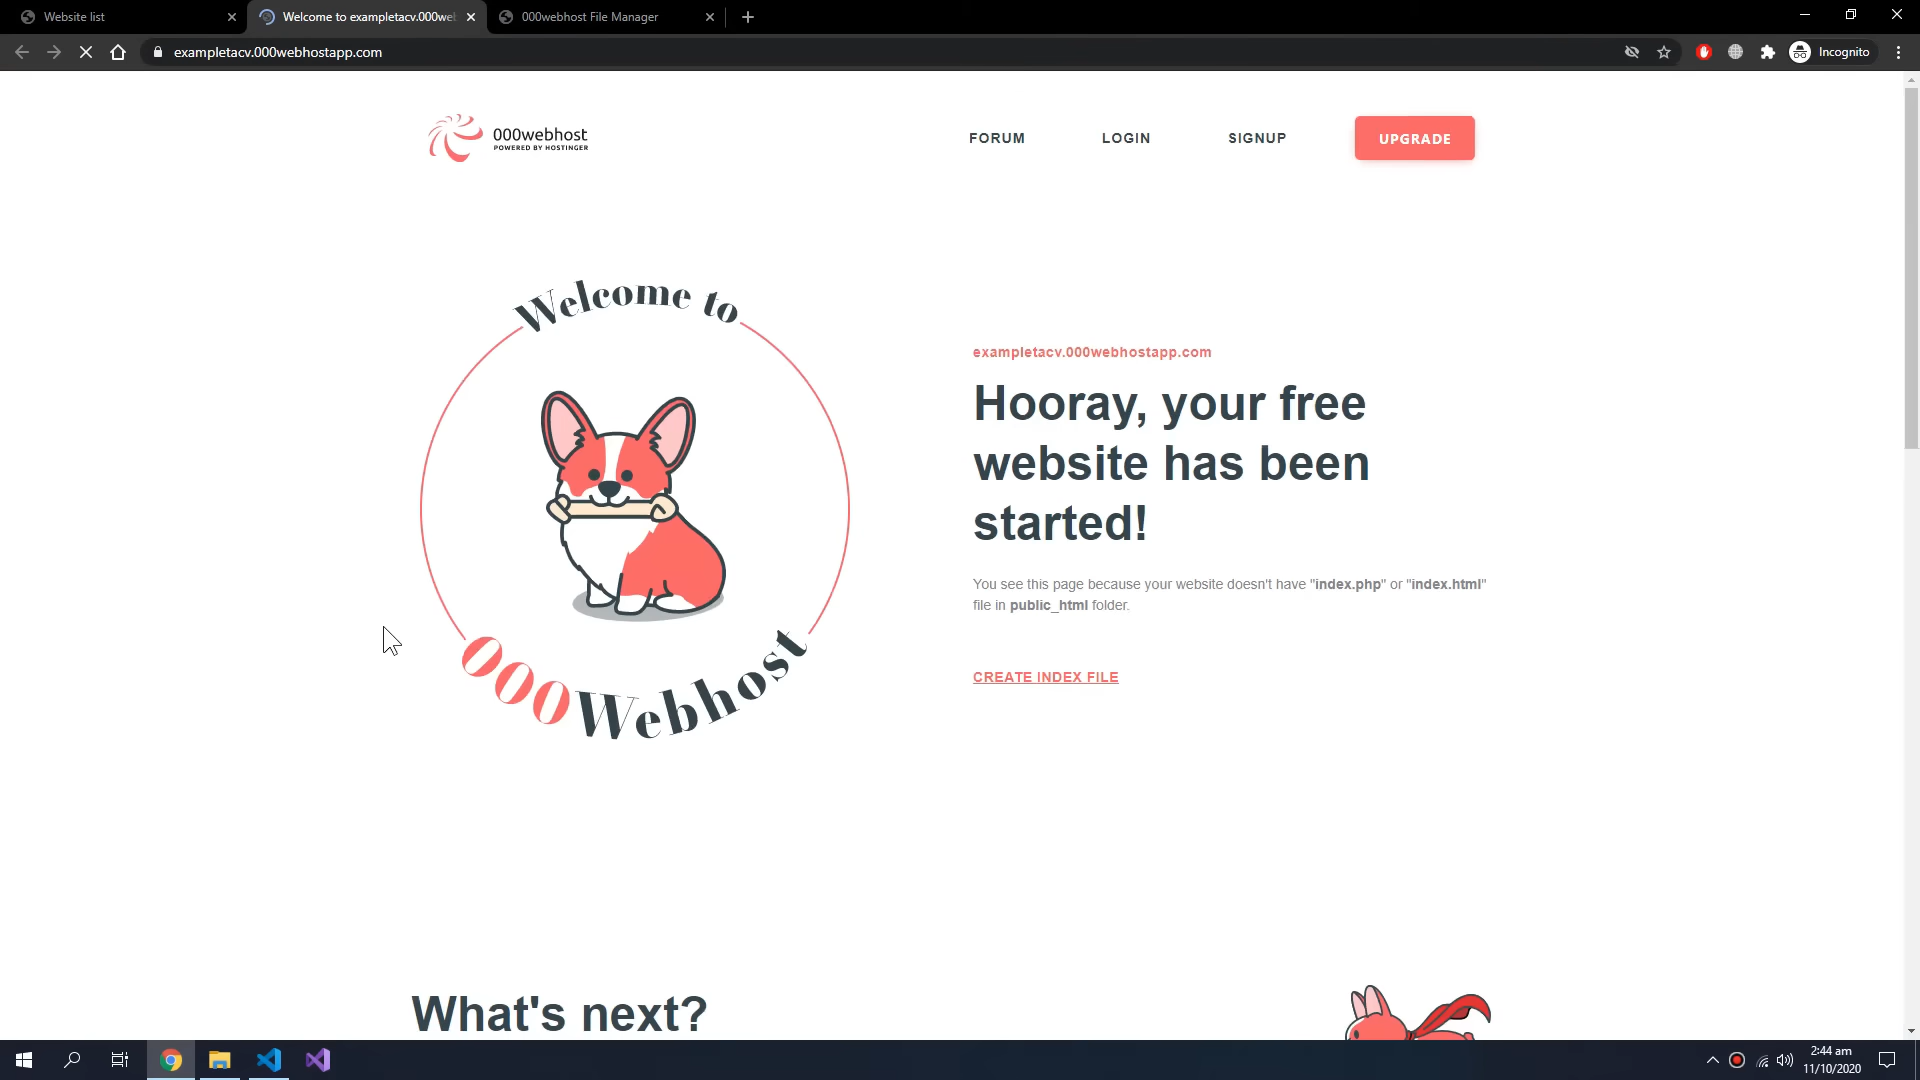 Website list
Welcome to exampletacv.000web
000webhost File Manager
exampletacv.000webhostapp.com
Incognito
000webhost
POWERED BY HOSTINGER
FORUM
LOGIN
SIGNUP
UPGRADE
Welcome to
000Webhost
exampletacv.000webhostapp.com
Hooray, your free
website has been
started!
You see this page because your website doesn't have "index.php" or "index.html"
file in public_html folder.
CREATE INDEX FILE
What's next?
2:44 am
11/10/2020